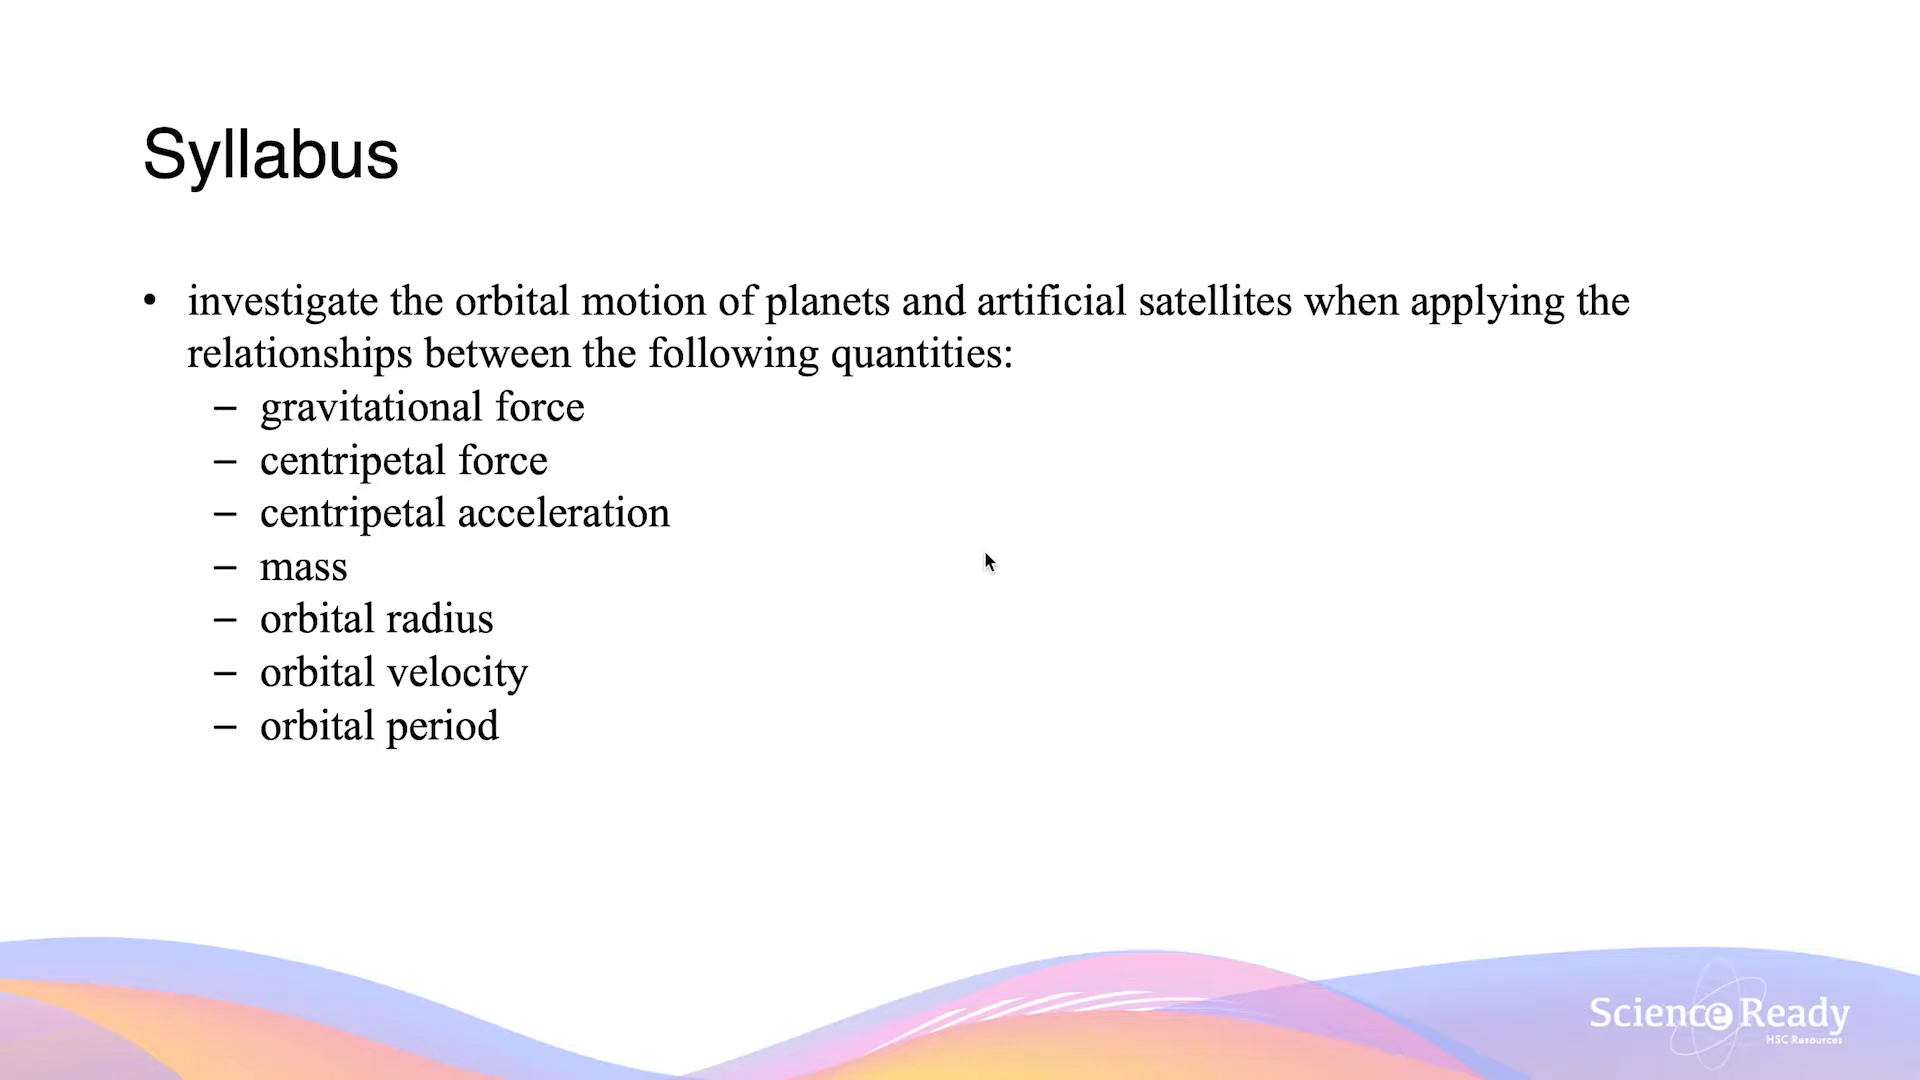 Syllabus
• investigate the orbital motion of planets and artificial satellites when applying the
relationships between the following quantities:
– gravitational force
– centripetal force
– centripetal acceleration
– mass
– orbital radius
– orbital velocity
– orbital period
Science Ready
HSC Resources